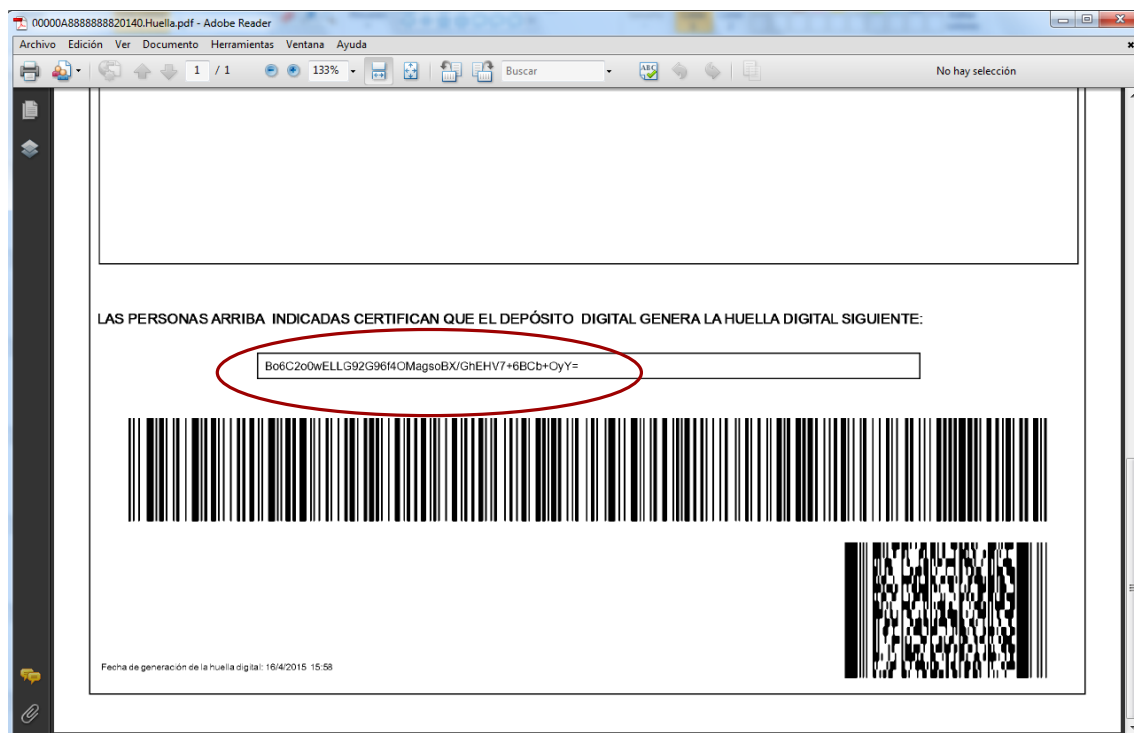 00000A8888888820140.Huella.pdf - Adobe Reader
Archivo Edición Ver Documento Herramientas Ventana Ayuda
1 / 1 133% Buscar ABC No hay selección
LAS PERSONAS ARRIBA INDICADAS CERTIFICAN QUE EL DEPÓSITO DIGITAL GENERA LA HUELLA DIGITAL SIGUIENTE:
Bo6C2o0wELLG92G96f4OMagsoBX/GhEHV7+6BCb+OyY=
Fecha de generación de la huella digital: 16/4/2015 15:58